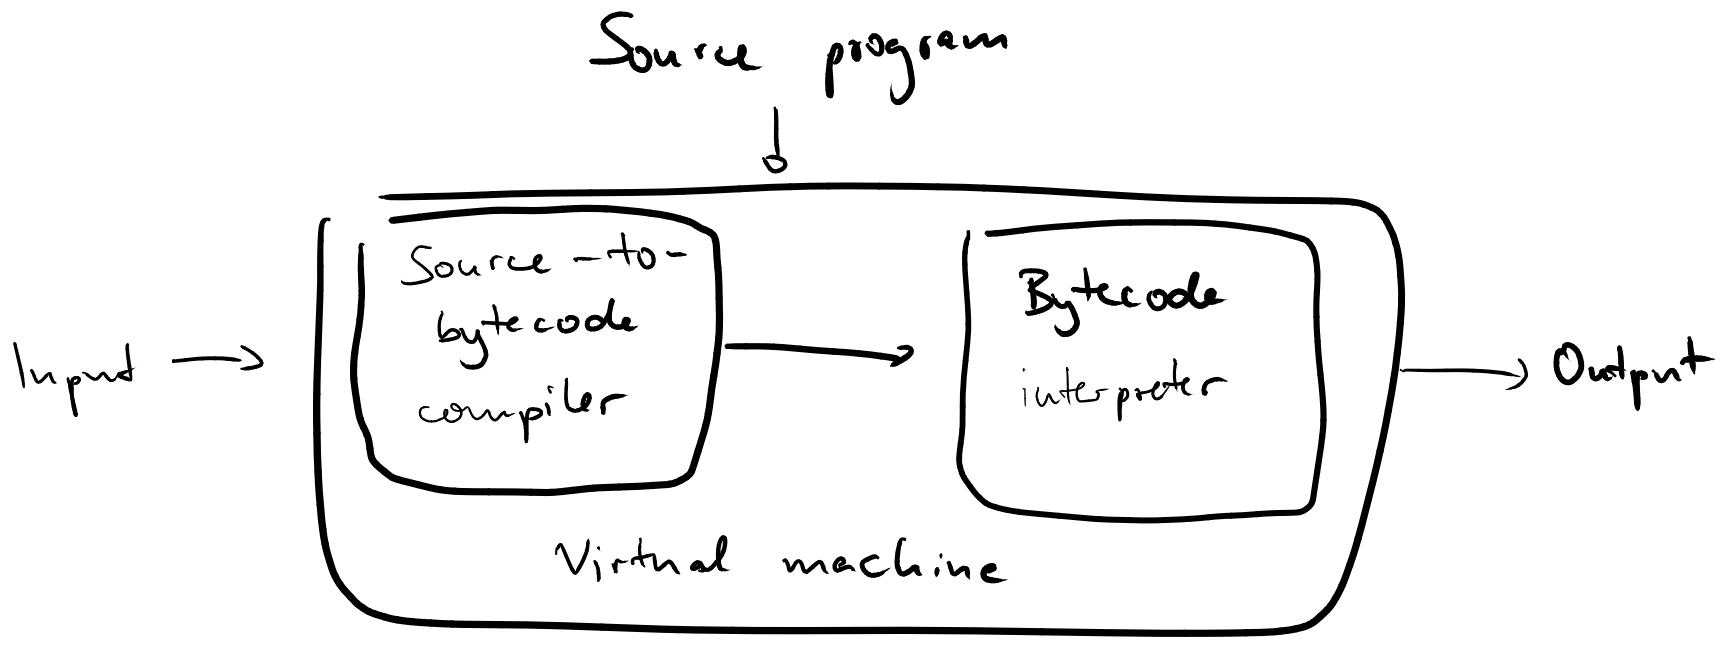 Source program
Source-to-
bytecode
compiler
Bytecode
interpreter
Input
Output
Virtual machine